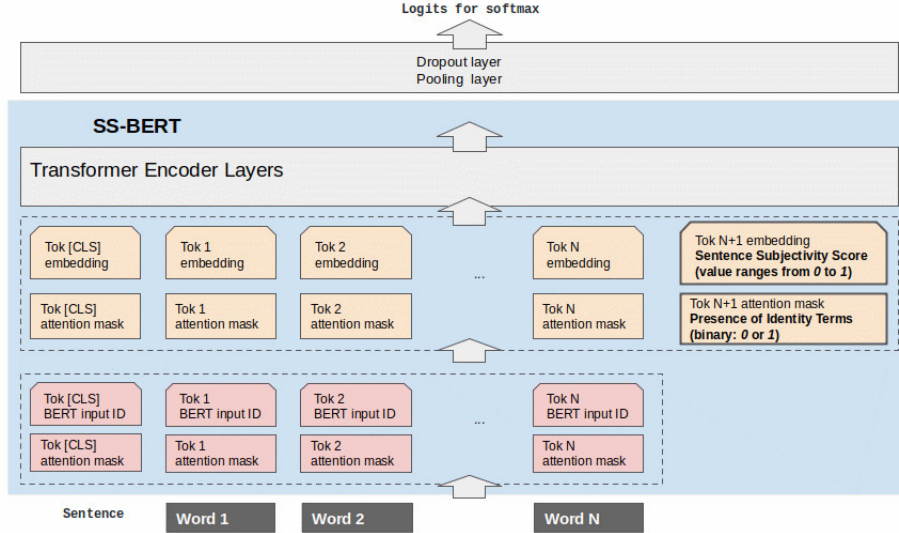 Logits for softmax
Dropout layer
Pooling layer
SS-BERT
Transformer Encoder Layers
Tok [CLS]
embedding
Tok 1
embedding
Tok 2
embedding
...
Tok N
embedding
Tok N+1 embedding
Sentence Subjectivity Score
(value ranges from 0 to 1)
Tok [CLS]
attention mask
Tok 1
attention mask
Tok 2
attention mask
Tok N
attention mask
Tok N+1 attention mask
Presence of Identity Terms
(binary: 0 or 1)
Tok [CLS]
BERT input ID
Tok 1
BERT input ID
Tok 2
BERT input ID
...
Tok N
BERT input ID
Tok [CLS]
attention mask
Tok 1
attention mask
Tok 2
attention mask
Tok N
attention mask
Sentence
Word 1
Word 2
Word N